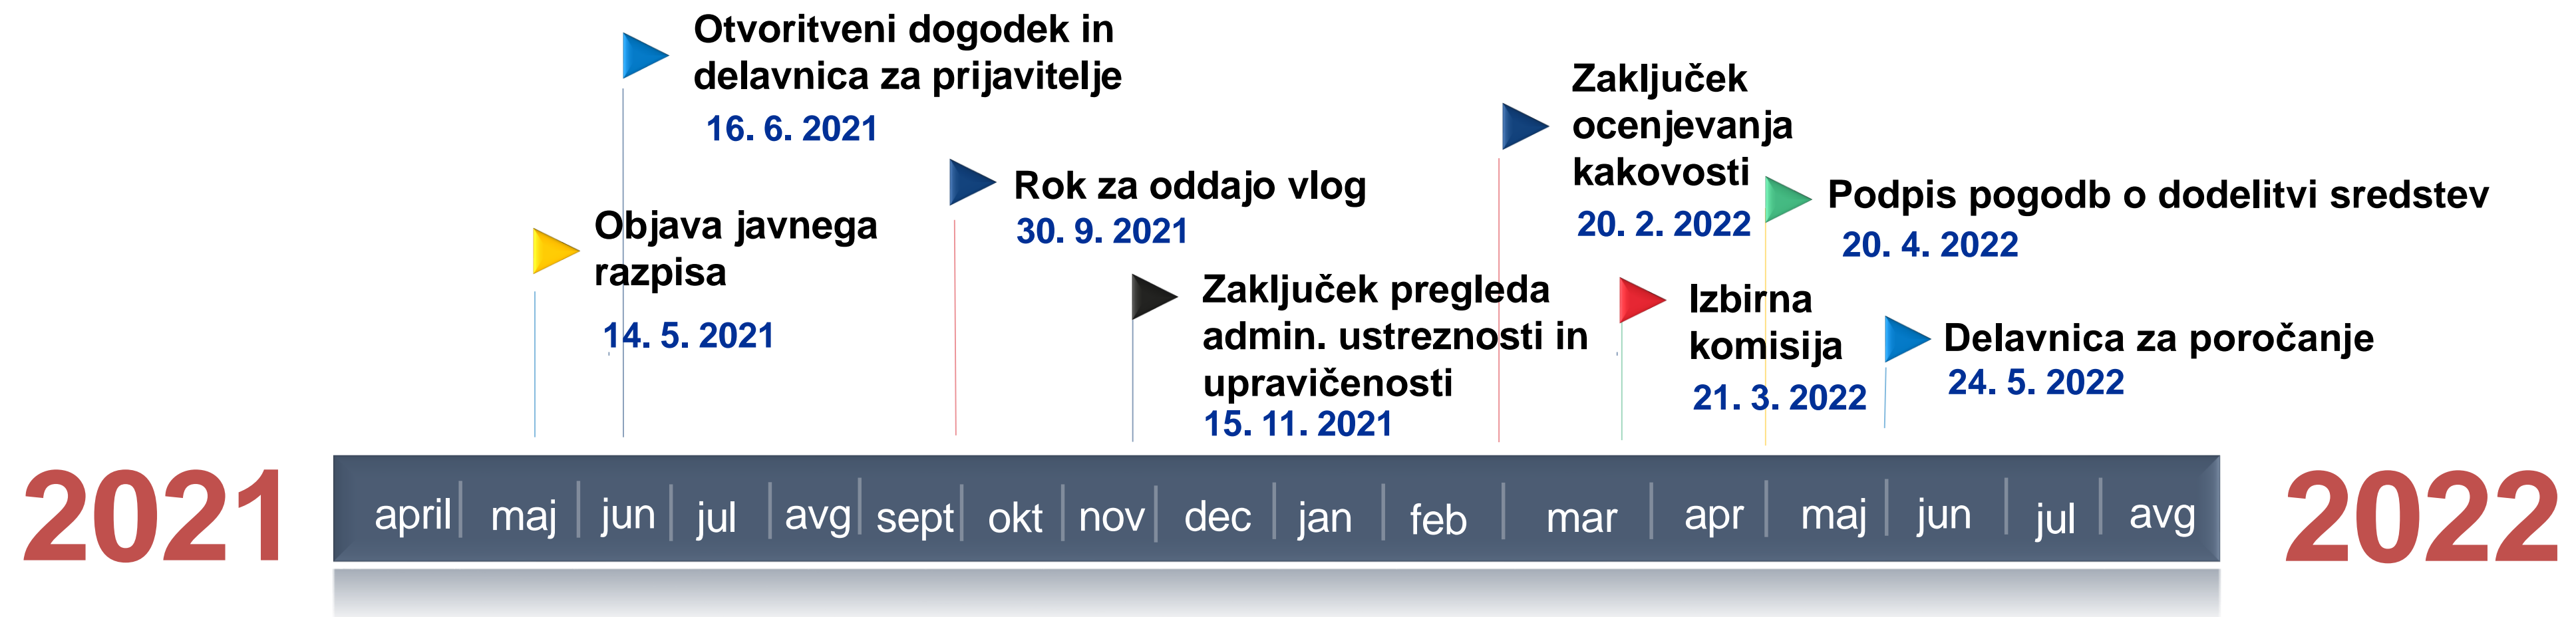 Otvoritveni dogodek in
delavnica za prijavitelje
16. 6. 2021
Zaključek
ocenjevanja
kakovosti
20. 2. 2022
Rok za oddajo vlog
30. 9. 2021
Podpis pogodb o dodelitvi sredstev
20. 4. 2022
Objava javnega
razpisa
14. 5. 2021
Zaključek pregleda
admin. ustreznosti in
upravičenosti
15. 11. 2021
Izbirna
komisija
21. 3. 2022
Delavnica za poročanje
24. 5. 2022
2021
april maj jun jul avg sept okt nov dec jan feb mar apr maj jun jul avg
2022